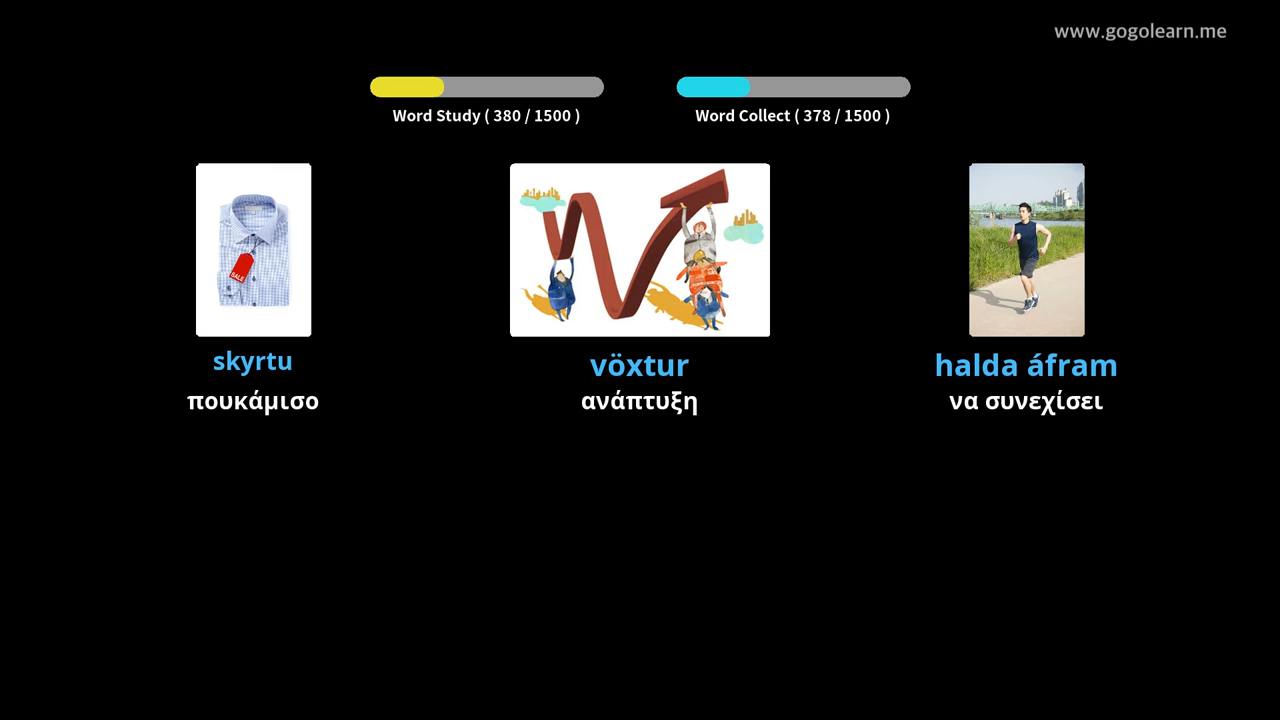 www.gogolearn.me
Word Study ( 380 / 1500 )
Word Collect ( 378 / 1500 )
SALE
skyrtu
πουκάμισο
vöxtur
ανάπτυξη
halda áfram
να συνεχίσει